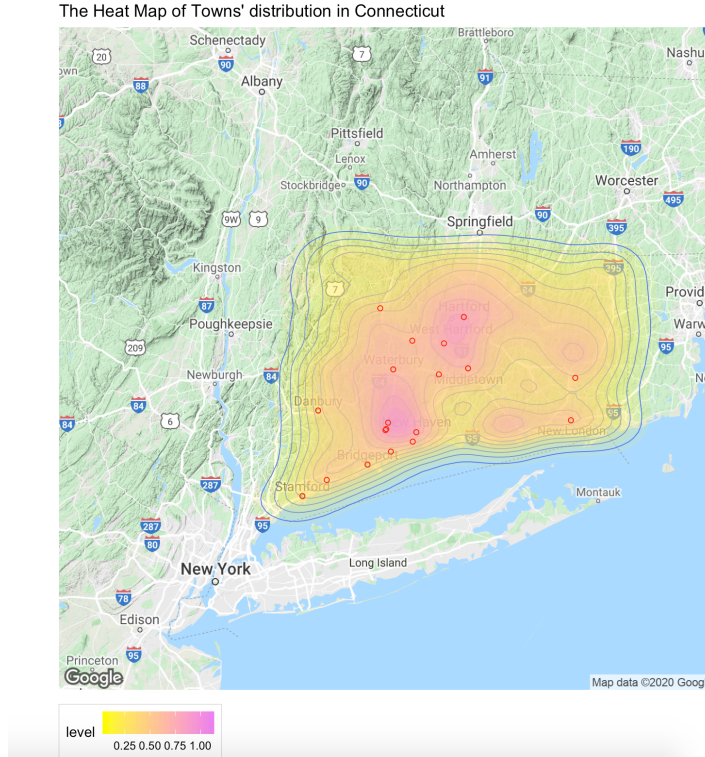 The Heat Map of Towns' distribution in Connecticut
Brattleboro
Schenectady
20
7
Nashu
90
own
91
88
Albany
Pittsfield
190
Lenox
Amherst
Stockbridge
90
Northampton
Worcester
495
9W
9
Springfield
90
395
Kingston
395
7
84
Provid
87
Hartford
Poughkeepsie
West Hartford
Warw
209
95
Waterbury
Newburgh
84
Middletown
N
84
Danbury
95
84
6
Haven
New London
95
Bridgeport
287
Stamford
Montauk
287
95
80
Long Island
New York
78
Edison
95
Princeton
Google
Map data ©2020 Goog
level
0.25 0.50 0.75 1.00